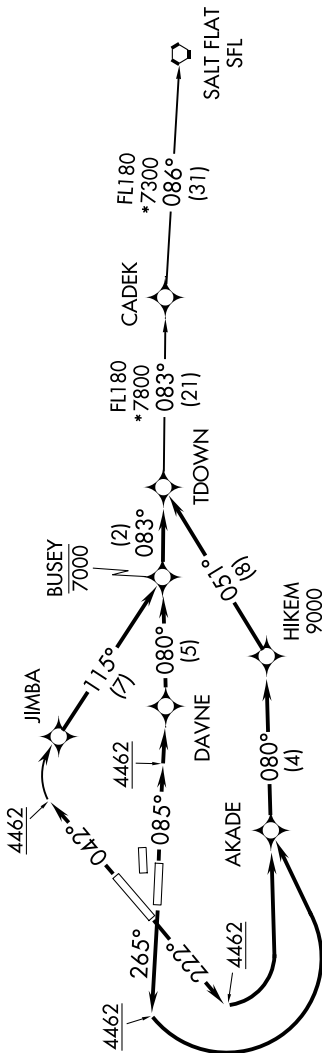 SALT FLAT
SFL
FL180
*7300
086°
(31)
CADEK
FL180
*7800
083°
(21)
TDOWN
BUSEY
7000
(2)
083°
JIMBA
115°
(7)
051°
(8)
HIKEM
9000
080°
(5)
DAVNE
4462
085°
080°
(4)
AKADE
4462
042°
265°
222°
4462
4462